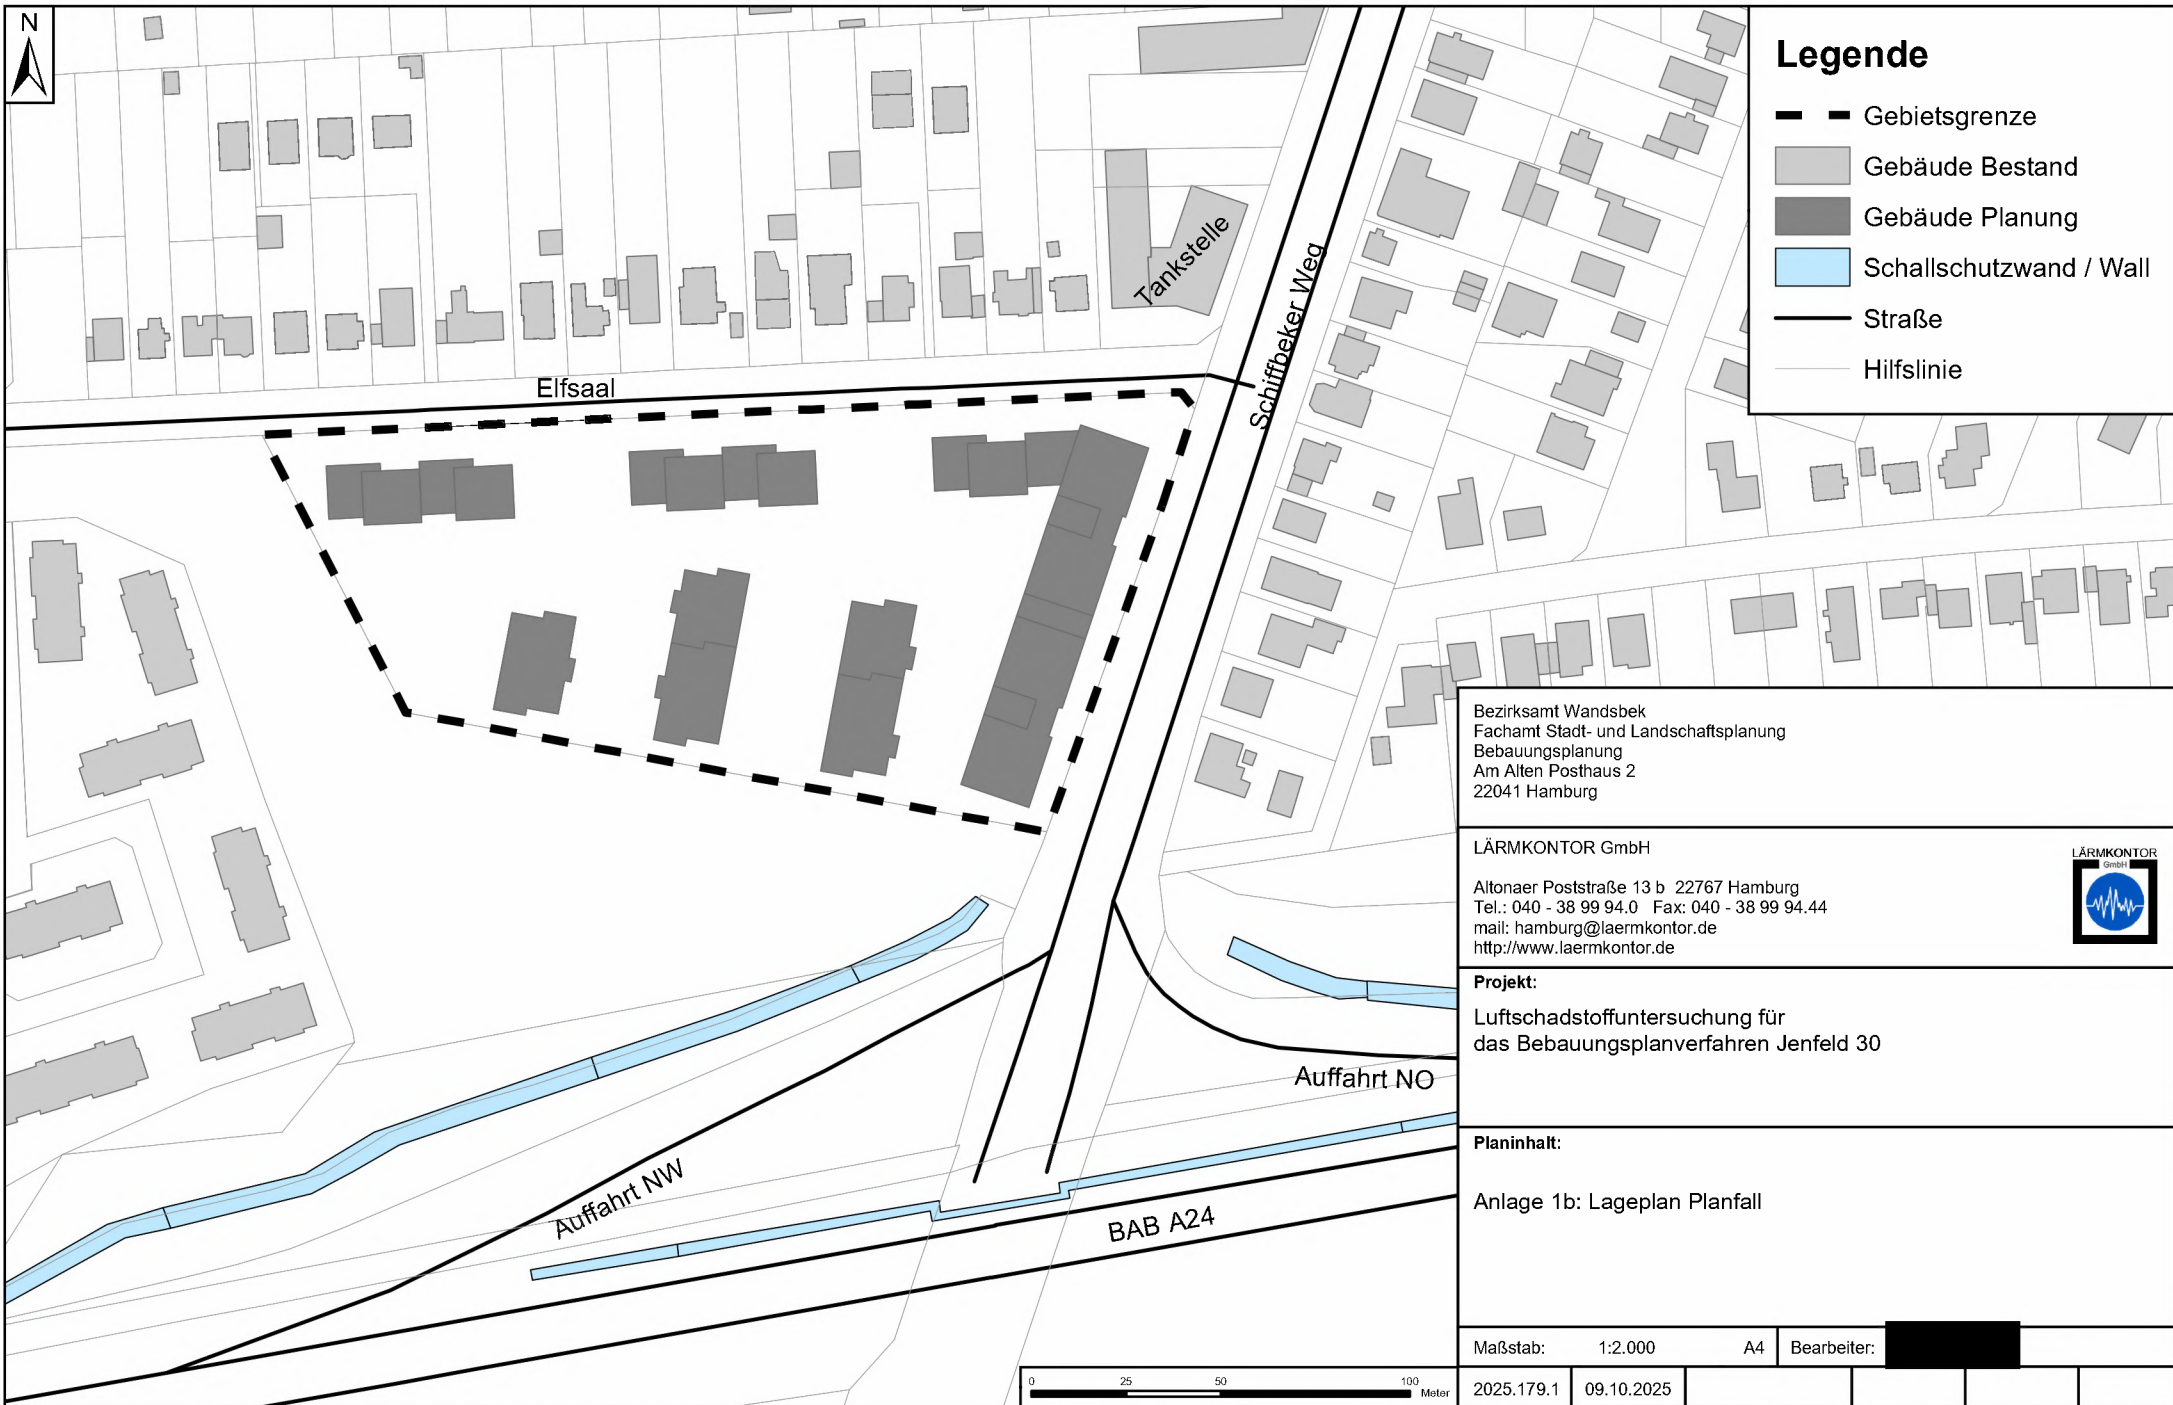 N
Legende
Gebietsgrenze
Gebäude Bestand
Gebäude Planung
Schallschutzwand / Wall
Straße
Hilfslinie
Tankstelle
Schiffbeker Weg
Elfsaal
Auffahrt NO
Auffahrt NW
BAB A24
0 25 50 100
Meter
Bezirksamt Wandsbek
Fachamt Stadt- und Landschaftsplanung
Bebauungsplanung
Am Alten Posthaus 2
22041 Hamburg
LÄRMKONTOR GmbH
Altonaer Poststraße 13 b 22767 Hamburg
Tel.: 040 - 38 99 94.0 Fax: 040 - 38 99 94.44
mail: hamburg@laermkontor.de
http://www.laermkontor.de
LÄRMKONTOR
GmbH
Projekt:
Luftschadstoffuntersuchung für
das Bebauungsplanverfahren Jenfeld 30
Planinhalt:
Anlage 1b: Lageplan Planfall
Maßstab: 1:2.000 A4 Bearbeiter:
2025.179.1 09.10.2025